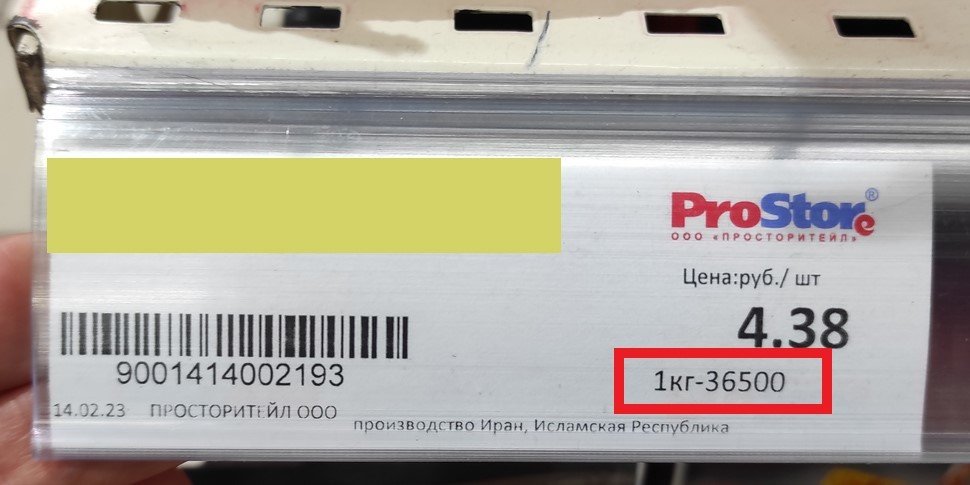 ProStore®
ООО «ПРОСТОРИТЕЙЛ»
Цена:руб./ шт
4.38
1кг-36500
9001414002193
14.02.23 ПРОСТОРИТЕЙЛ ООО
производство Иран, Исламская Республика